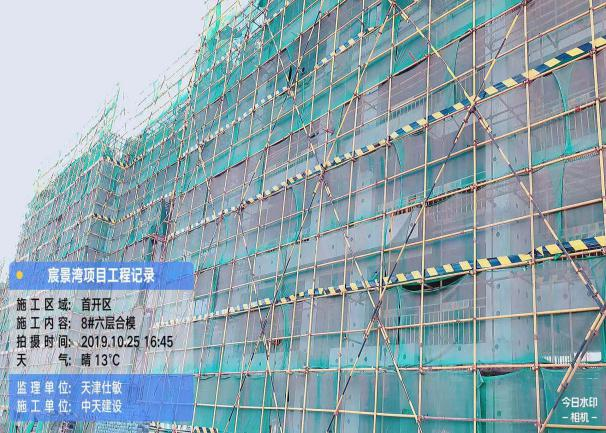 宸景湾项目工程记录
施工区域: 首开区
施工内容: 8#六层合模
拍摄时间: 2019.10.25 16:45
天气: 晴 13℃
监理单位: 天津仕敏
施工单位: 中天建设
今日水印
-相机-